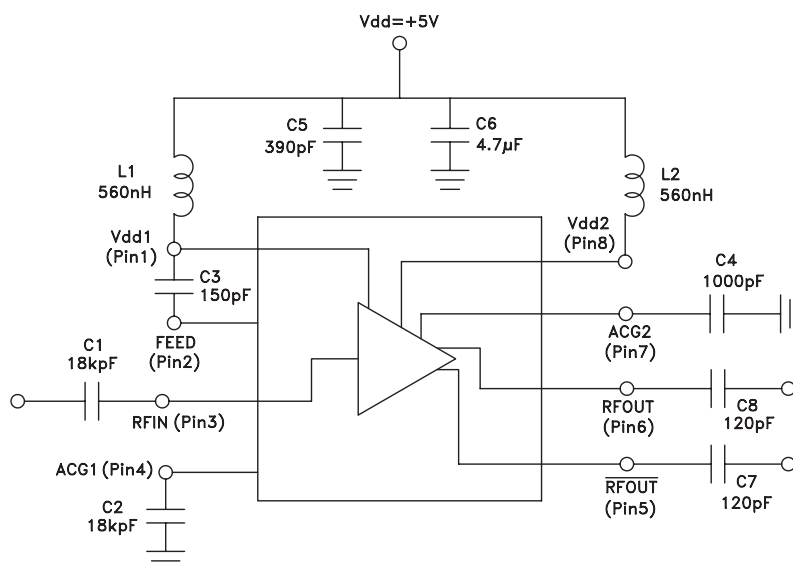 Vdd=+5V
C5
390pF
C6
4.7µF
L1
560nH
L2
560nH
Vdd1
(Pin1)
Vdd2
(Pin8)
C3
150pF
C4
1000pF
FEED
(Pin2)
ACG2
(Pin7)
C1
18kpF
RFIN (Pin3)
RFOUT
(Pin6)
C8
120pF
ACG1 (Pin4)
RFOUT
(Pin5)
C7
120pF
C2
18kpF